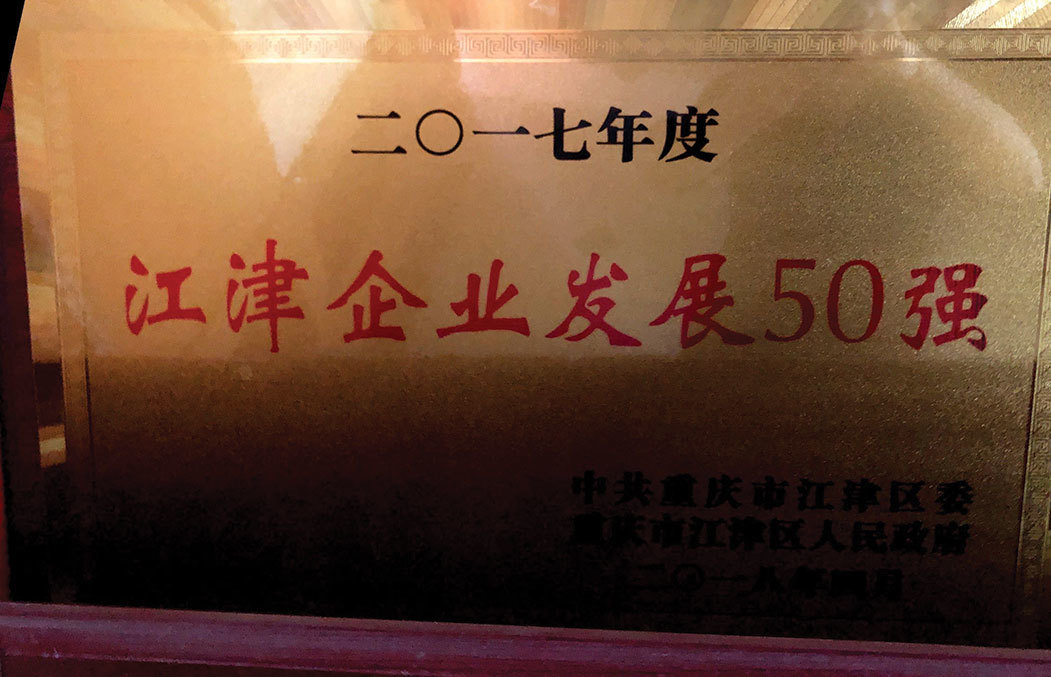 二〇一七年度
江津企业发展50强
中共重庆市江津区委
重庆市江津区人民政府
二〇一八年四月